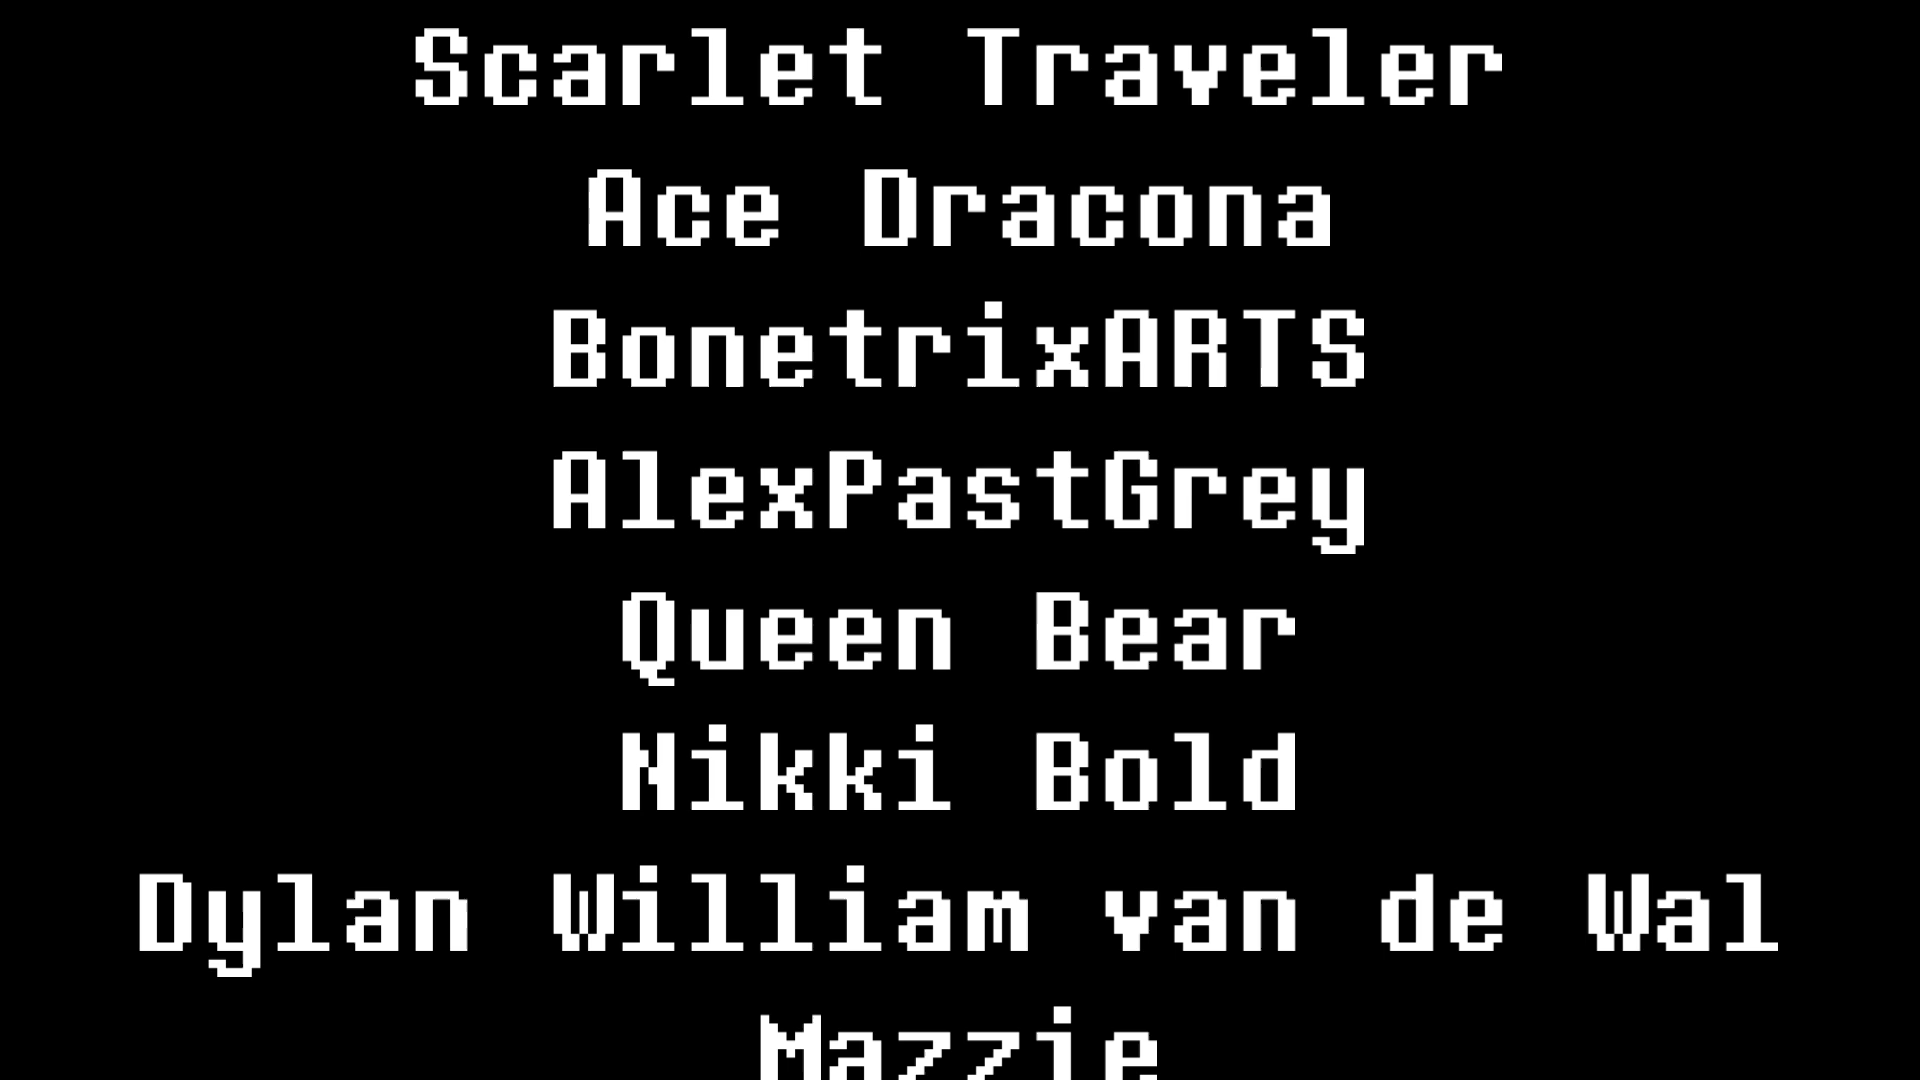 Scarlet Traveler
Ace Dracona
BonetrixARTS
AlexPastGrey
Queen Bear
Nikki Bold
Dylan William van de Wal
Mazzie